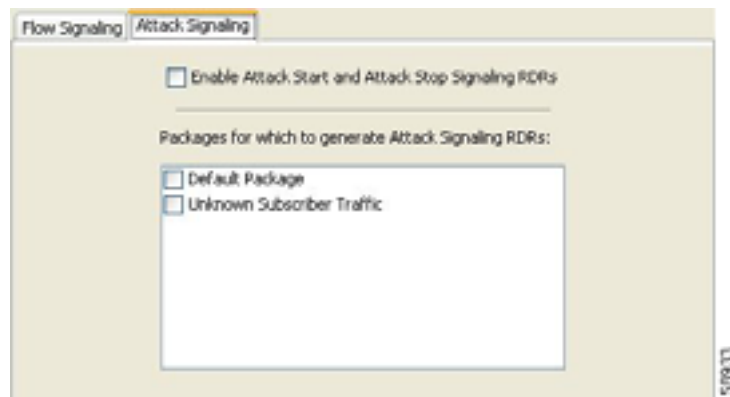 Flow Signaling Attack Signaling
Enable Attack Start and Attack Stop Signaling RDRs
Packages for which to generate Attack Signaling RDRs:
Default Package
Unknown Subscriber Traffic